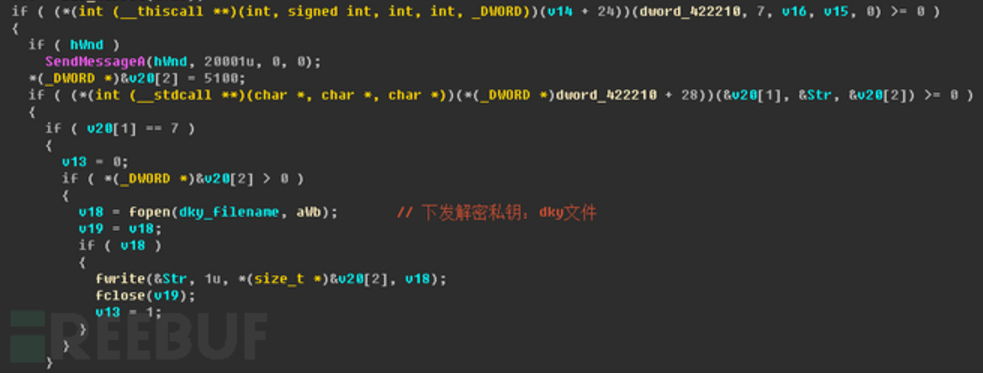 if ( (*(int (__thiscall **)(int, signed int, int, int, _DWORD))(v14 + 24))(dword_422210, 7, v16, v15, 0) >= 0 )
{
if ( hWnd )
SendMessageA(hWnd, 20001u, 0, 0);
*(_DWORD *)&v20[2] = 5100;
if ( (*(int (__stdcall **)(char *, char *, char *))(*(_DWORD *)dword_422210 + 28))(&v20[1], &Str, &v20[2]) >= 0 )
{
if ( v20[1] == 7 )
{
v13 = 0;
if ( *(_DWORD *)&v20[2] > 0 )
{
v18 = fopen(dky_filename, aWb); // 下发解密私钥：dky文件
v19 = v18;
if ( v18 )
{
fwrite(&Str, 1u, *(size_t *)&v20[2], v18);
fclose(v19);
v13 = 1;
}
}
}
REEBUF